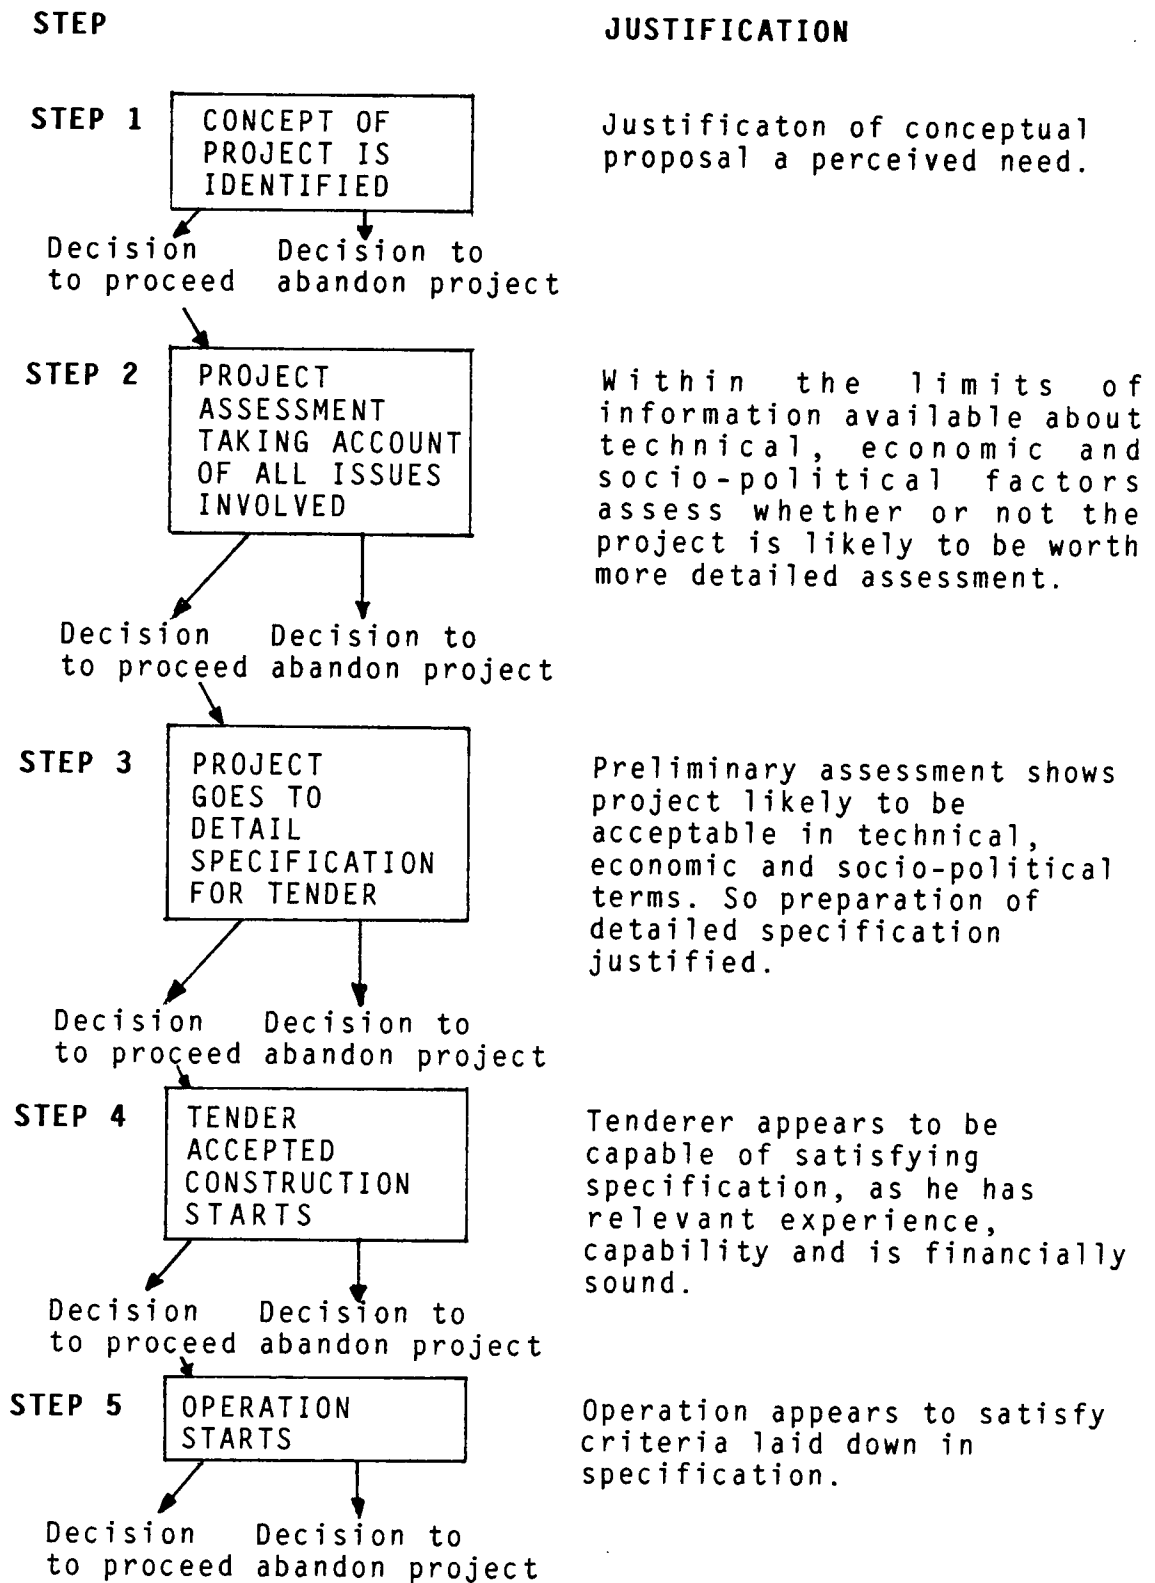 STEP
JUSTIFICATION
STEP 1
CONCEPT OF
PROJECT IS
IDENTIFIED
Justificaton of conceptual
proposal a perceived need.
Decision
to proceed
Decision to
abandon project
STEP 2
PROJECT
ASSESSMENT
TAKING ACCOUNT
OF ALL ISSUES
INVOLVED
Within the limits of
information available about
technical, economic and
socio-political factors
assess whether or not the
project is likely to be worth
more detailed assessment.
Decision
to proceed
Decision to
abandon project
STEP 3
PROJECT
GOES TO
DETAIL
SPECIFICATION
FOR TENDER
Preliminary assessment shows
project likely to be
acceptable in technical,
economic and socio-political
terms. So preparation of
detailed specification
justified.
Decision
to proceed
Decision to
abandon project
STEP 4
TENDER
ACCEPTED
CONSTRUCTION
STARTS
Tenderer appears to be
capable of satisfying
specification, as he has
relevant experience,
capability and is financially
sound.
Decision
to proceed
Decision to
abandon project
STEP 5
OPERATION
STARTS
Operation appears to satisfy
criteria laid down in
specification.
Decision
to proceed
Decision to
abandon project